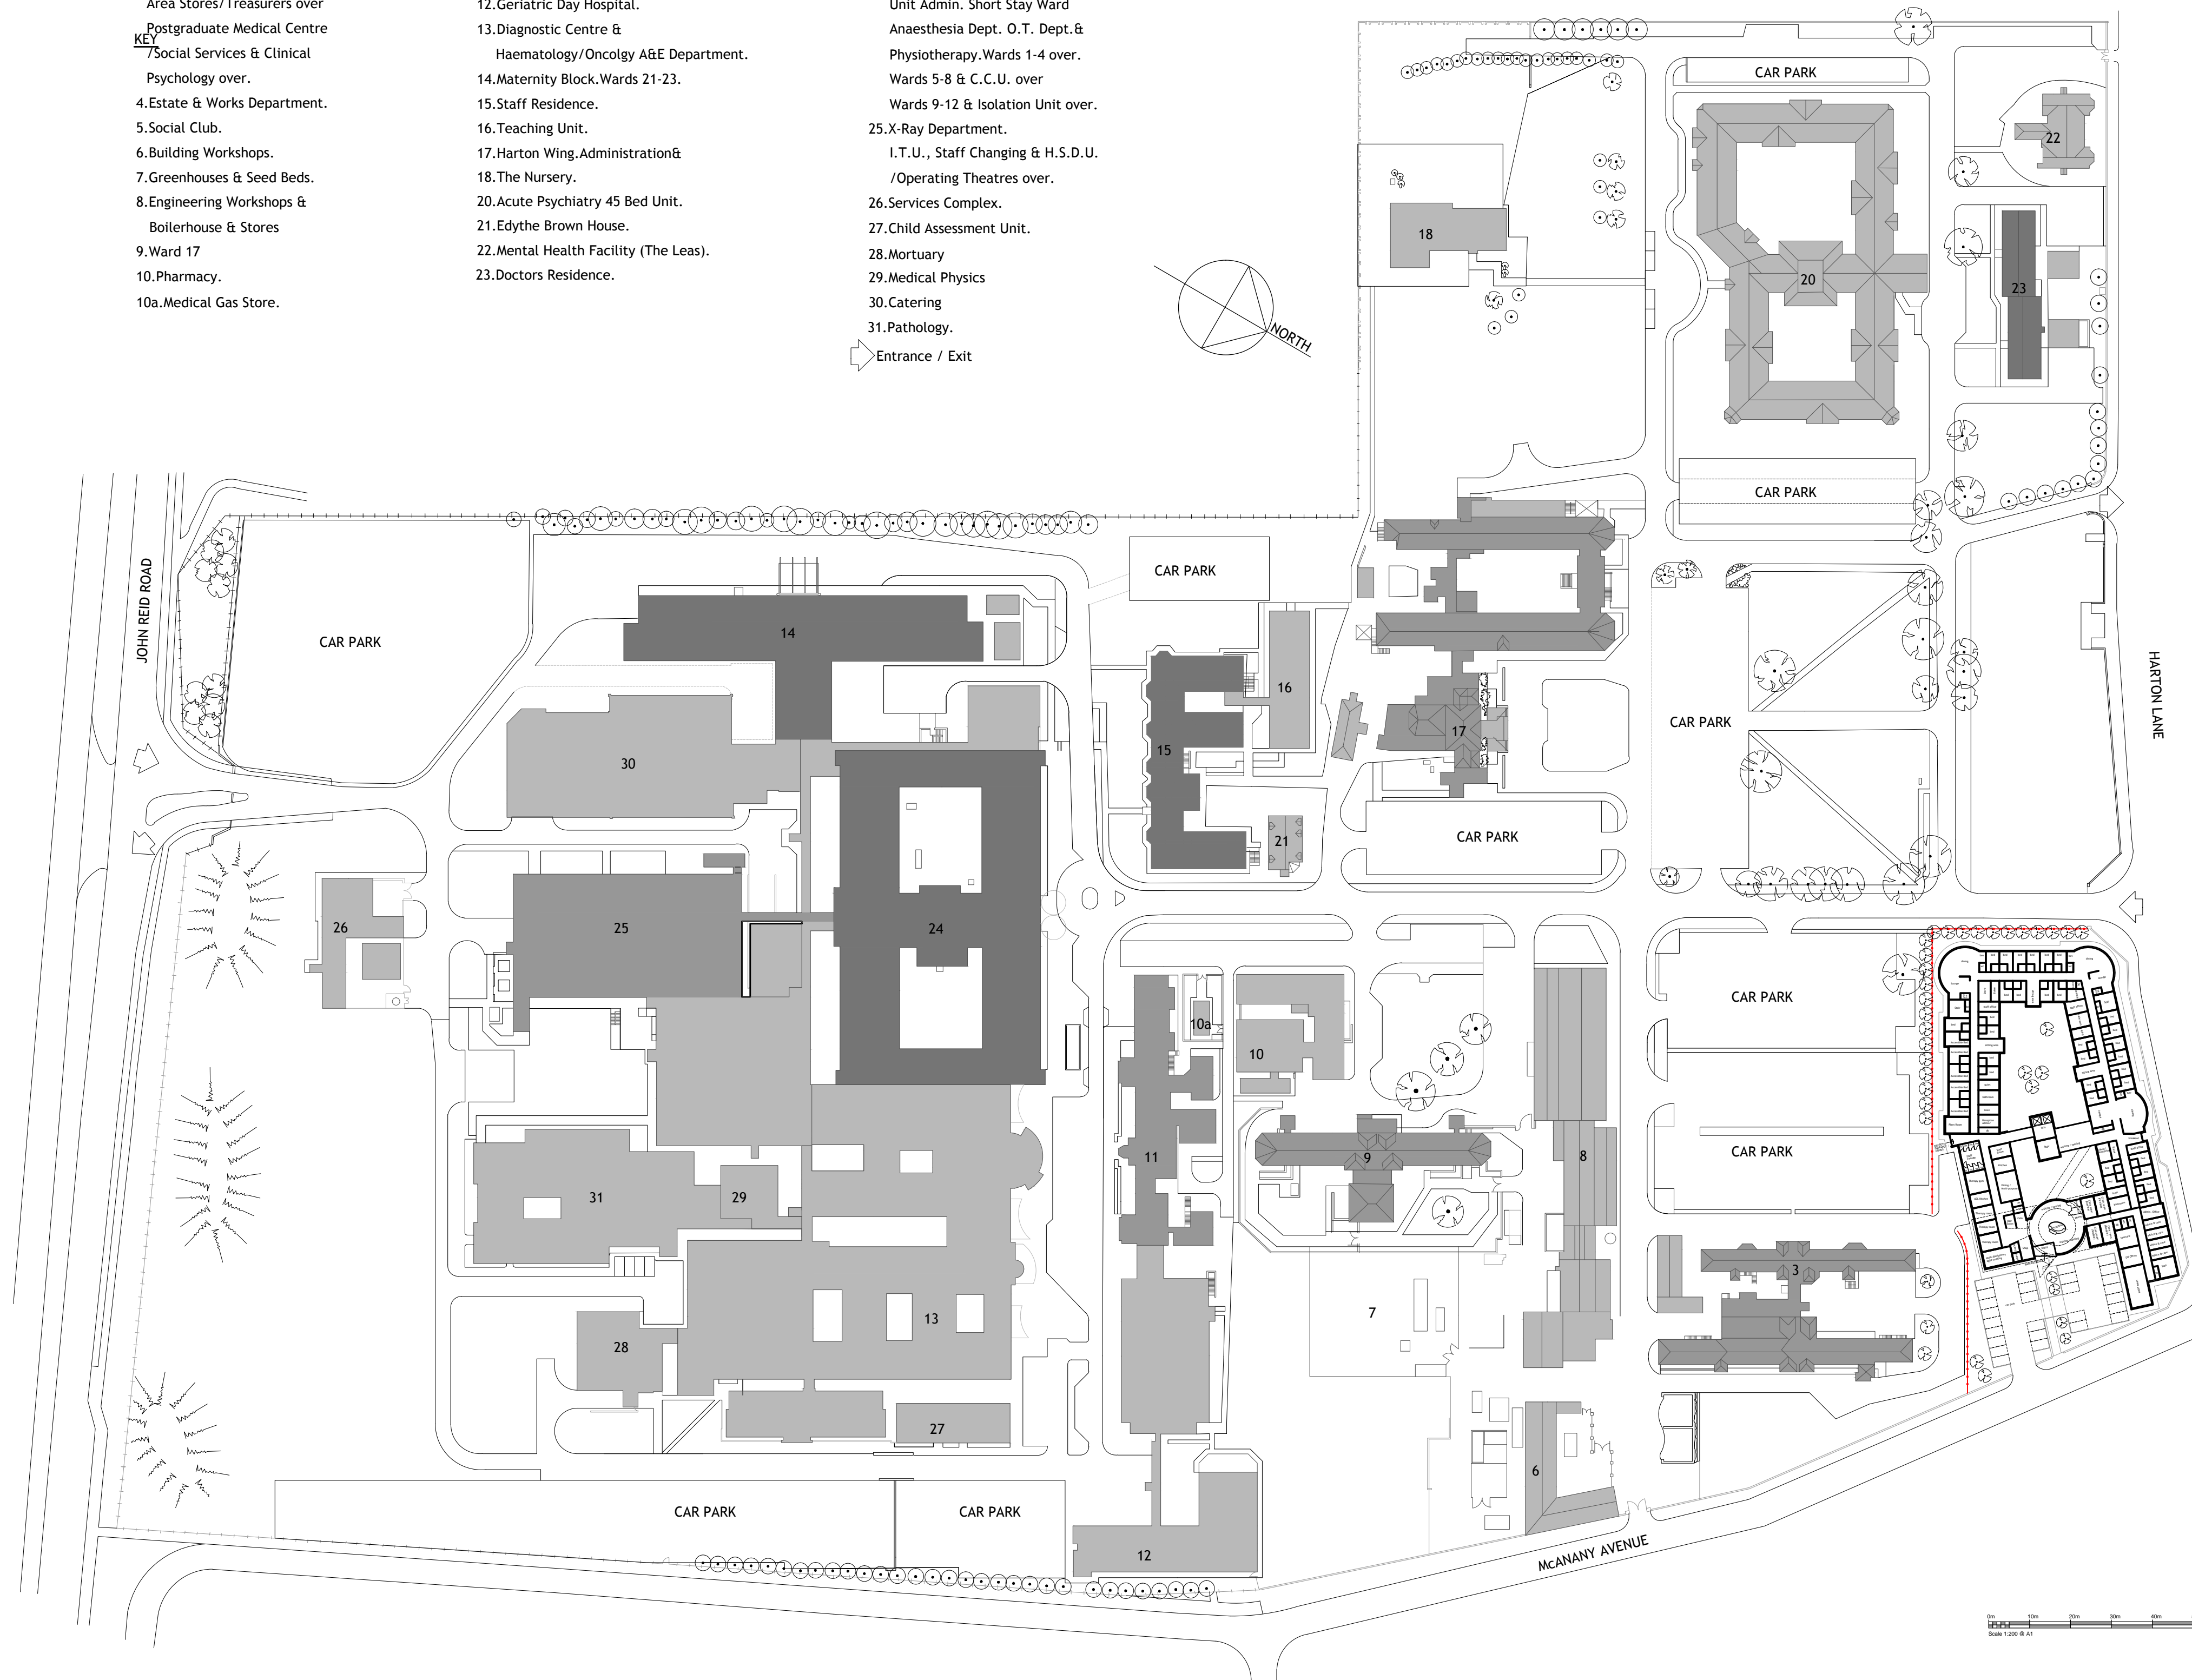 Area Stores/Treasurers over
Postgraduate Medical Centre
KEY
/Social Services & Clinical
Psychology over.
4.Estate & Works Department.
5.Social Club.
6.Building Workshops.
7.Greenhouses & Seed Beds.
8.Engineering Workshops &
Boilerhouse & Stores
9.Ward 17
10.Pharmacy.
10a.Medical Gas Store.
12.Geriatric Day Hospital.
13.Diagnostic Centre &
Haematology/Oncolgy A&E Department.
14.Maternity Block.Wards 21-23.
15.Staff Residence.
16.Teaching Unit.
17.Harton Wing.Administration&
18.The Nursery.
20.Acute Psychiatry 45 Bed Unit.
21.Edythe Brown House.
22.Mental Health Facility (The Leas).
23.Doctors Residence.
Unit Admin. Short Stay Ward
Anaesthesia Dept. O.T. Dept.&
Physiotherapy.Wards 1-4 over.
Wards 5-8 & C.C.U. over
Wards 9-12 & Isolation Unit over.
25.X-Ray Department.
I.T.U., Staff Changing & H.S.D.U.
/Operating Theatres over.
26.Services Complex.
27.Child Assessment Unit.
28.Mortuary
29.Medical Physics
30.Catering
31.Pathology.
Entrance / Exit
NORTH
CAR PARK
22
18
20
23
CAR PARK
JOHN REID ROAD
CAR PARK
14
CAR PARK
16
17
15
30
CAR PARK
HARTON LANE
21
CAR PARK
26
25
24
10a
10
CAR PARK
11
9
8
CAR PARK
31
29
3
7
13
28
27
6
CAR PARK
CAR PARK
12
McANANY AVENUE
0m 10m 20m 30m 40m
Scale 1:200 @ A1